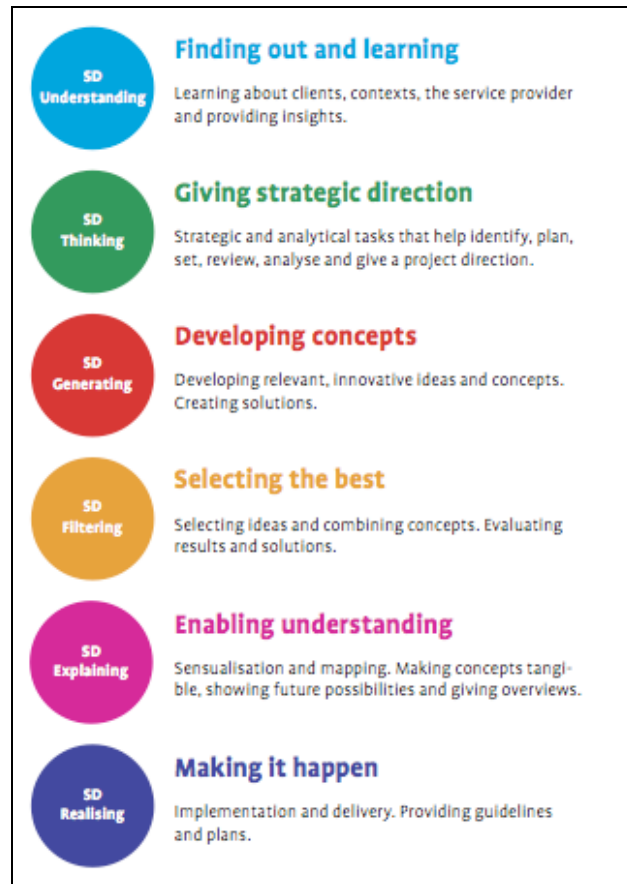 SD
Understanding
Finding out and learning
Learning about clients, contexts, the service provider
and providing insights.
SD
Thinking
Giving strategic direction
Strategic and analytical tasks that help identify, plan,
set, review, analyse and give a project direction.
SD
Generating
Developing concepts
Developing relevant, innovative ideas and concepts.
Creating solutions.
SD
Filtering
Selecting the best
Selecting ideas and combining concepts. Evaluating
results and solutions.
SD
Explaining
Enabling understanding
Sensualisation and mapping. Making concepts tangi-
ble, showing future possibilities and giving overviews.
SD
Realising
Making it happen
Implementation and delivery. Providing guidelines
and plans.